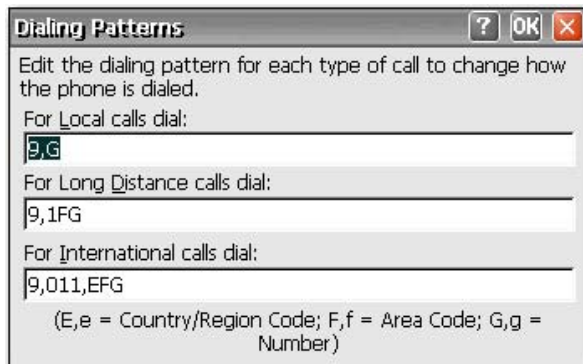 Dialing Patterns ? OK X
Edit the dialing pattern for each type of call to change how
the phone is dialed.
For Local calls dial:
9,G
For Long Distance calls dial:
9,1FG
For International calls dial:
9,011,EFG
(E,e = Country/Region Code; F,f = Area Code; G,g =
Number)